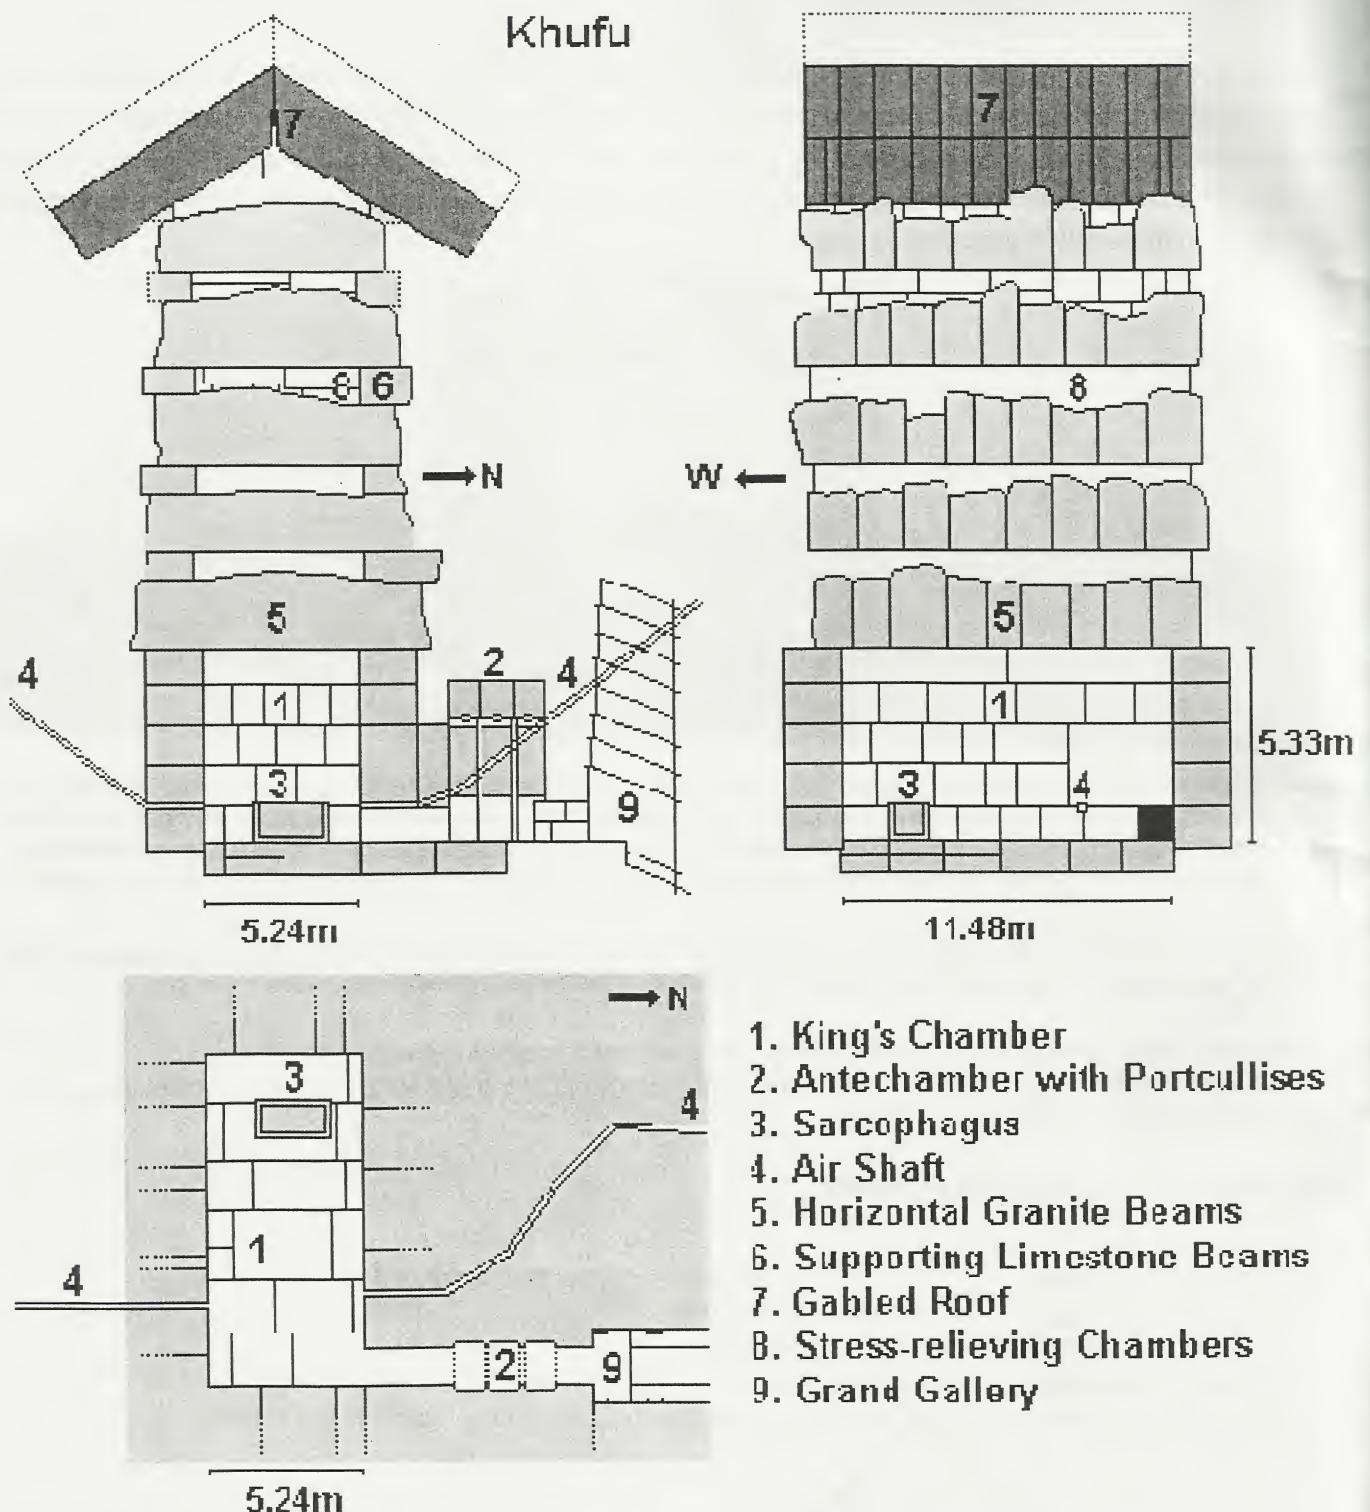 Khufu
7
7
8
6
8
N
W
5
5
4
2
4
1
1
5.33m
3
3
4
9
5.24m
11.48m
N
3
4
1
4
2
9
5.24m
1. King's Chamber
2. Antechamber with Portcullises
3. Sarcophagus
4. Air Shaft
5. Horizontal Granite Beams
6. Supporting Limestone Beams
7. Gabled Roof
8. Stress-relieving Chambers
9. Grand Gallery